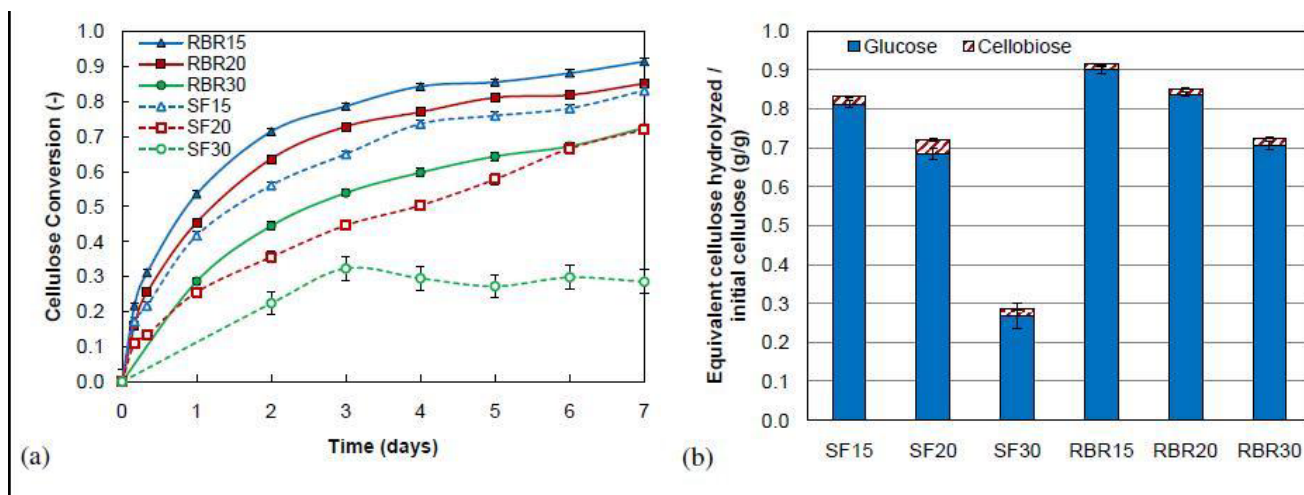 1.0
0.9
0.8
0.7
0.6
0.5
0.4
0.3
0.2
0.1
0.0
Cellulose Conversion (-)
RBR15
RBR20
RBR30
SF15
SF20
SF30
0 1 2 3 4 5 6 7
Time (days)
(a)
1.0
0.9
0.8
0.7
0.6
0.5
0.4
0.3
0.2
0.1
0.0
Equivalent cellulose hydrolyzed /
initial cellulose (g/g)
Glucose Cellobiose
SF15 SF20 SF30 RBR15 RBR20 RBR30
(b)